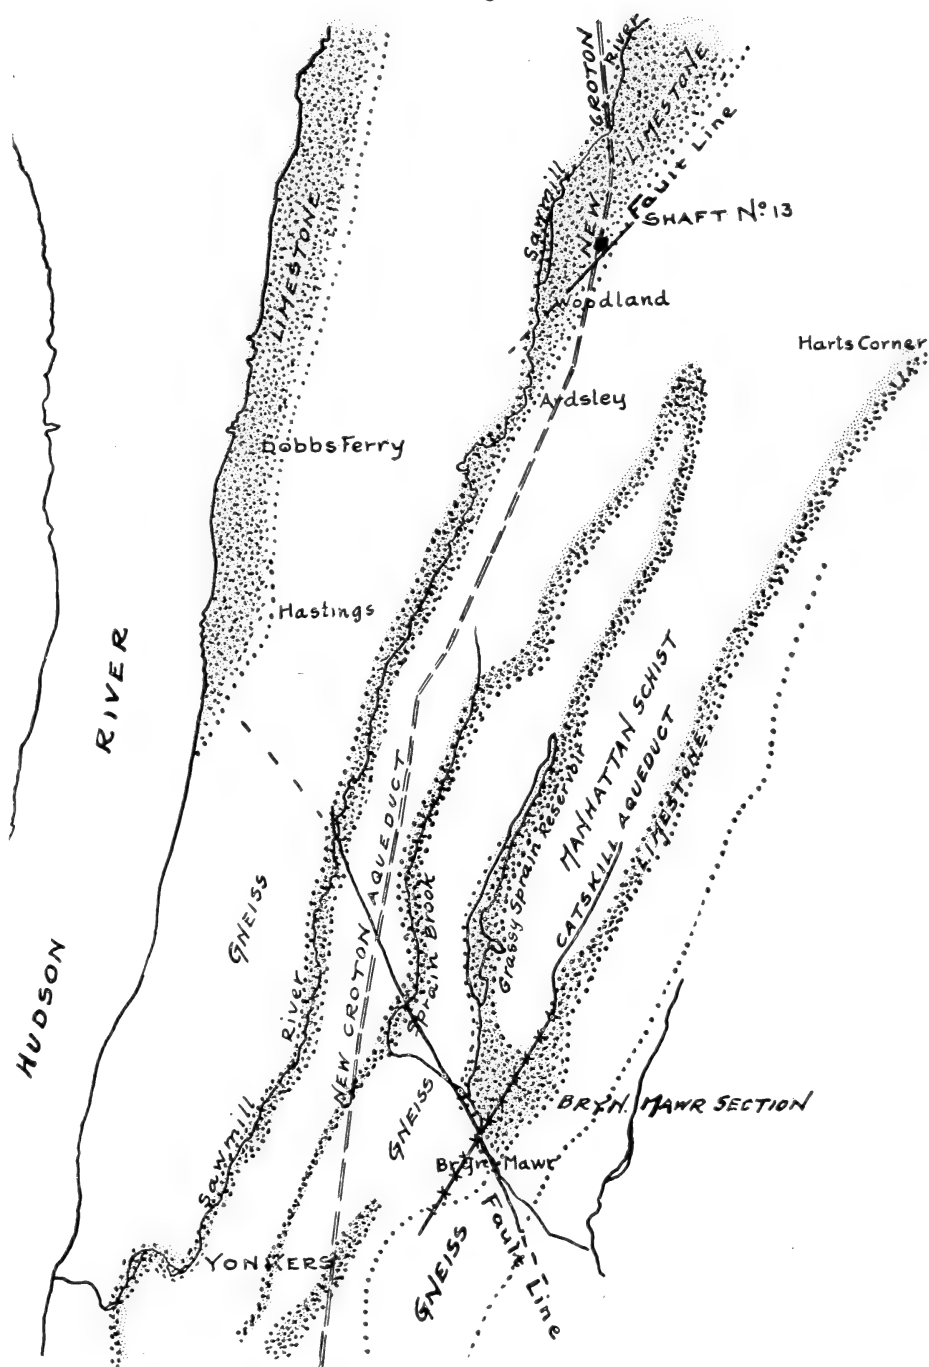 GROTON
River
LIMESTONE
Fault Line
SHAFT No. 13
NEW
Sawmill
LIMESTONE
Woodland
Harts Corner
Ardsley
Dobbs Ferry
Hastings
RIVER
MANHATTAN SCHIST
CATSKILL AQUEDUCT
LIMESTONE
Grassy Sprain Reservoir
AQUEDUCT
NEW CROTON
Sprain Brook
GNEISS
HUDSON
River
Sawmill
GNEISS
BRYN MAWR SECTION
Bryn Mawr
YONKERS
GNEISS
Fault Line